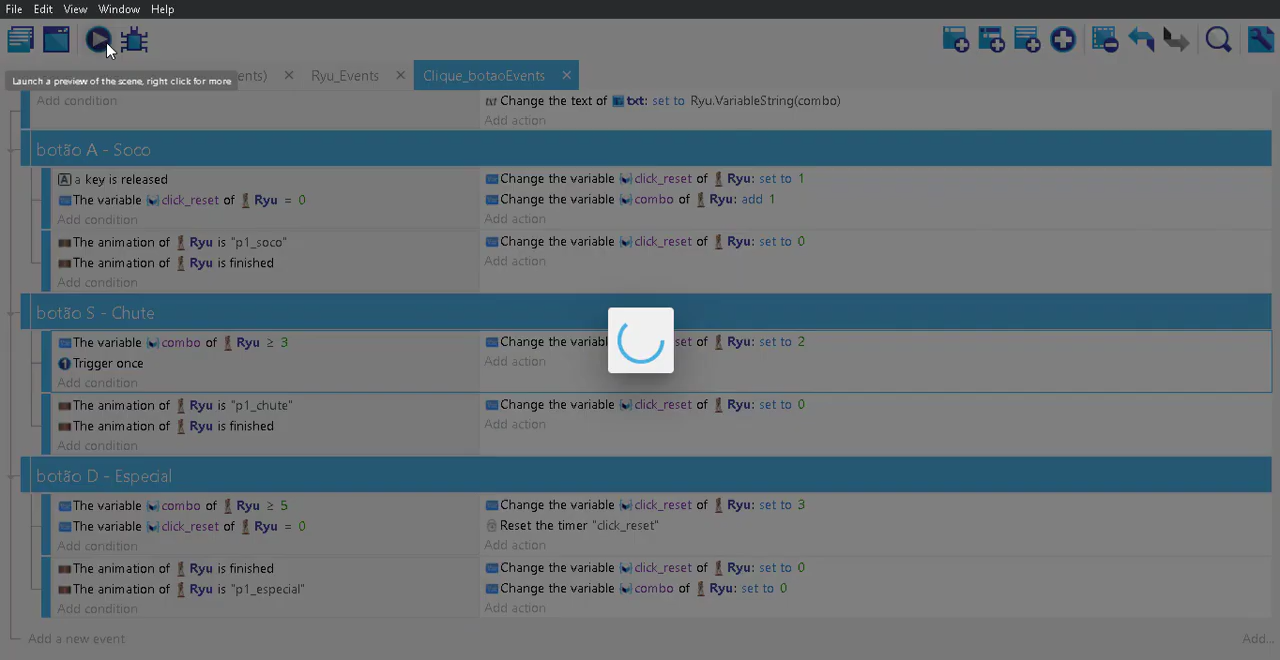 File Edit View Window Help
Launch a preview of the scene, right click for more
ents) × Ryu_Events × Clique_botaoEvents ×
Add condition
Change the text of txt: set to Ryu.VariableString(combo)
Add action
botão A - Soco
a key is released
The variable click_reset of Ryu = 0
Add condition
Change the variable click_reset of Ryu: set to 1
Change the variable combo of Ryu: add 1
Add action
The animation of Ryu is "p1_soco"
The animation of Ryu is finished
Add condition
Change the variable click_reset of Ryu: set to 0
Add action
botão S - Chute
The variable combo of Ryu ≥ 3
Trigger once
Add condition
Change the variabl set of Ryu: set to 2
Add action
The animation of Ryu is "p1_chute"
The animation of Ryu is finished
Add condition
Change the variable click_reset of Ryu: set to 0
Add action
botão D - Especial
The variable combo of Ryu ≥ 5
The variable click_reset of Ryu = 0
Add condition
Change the variable click_reset of Ryu: set to 3
Reset the timer "click_reset"
Add action
The animation of Ryu is finished
The animation of Ryu is "p1_especial"
Add condition
Change the variable click_reset of Ryu: set to 0
Change the variable combo of Ryu: set to 0
Add action
Add a new event
Add...